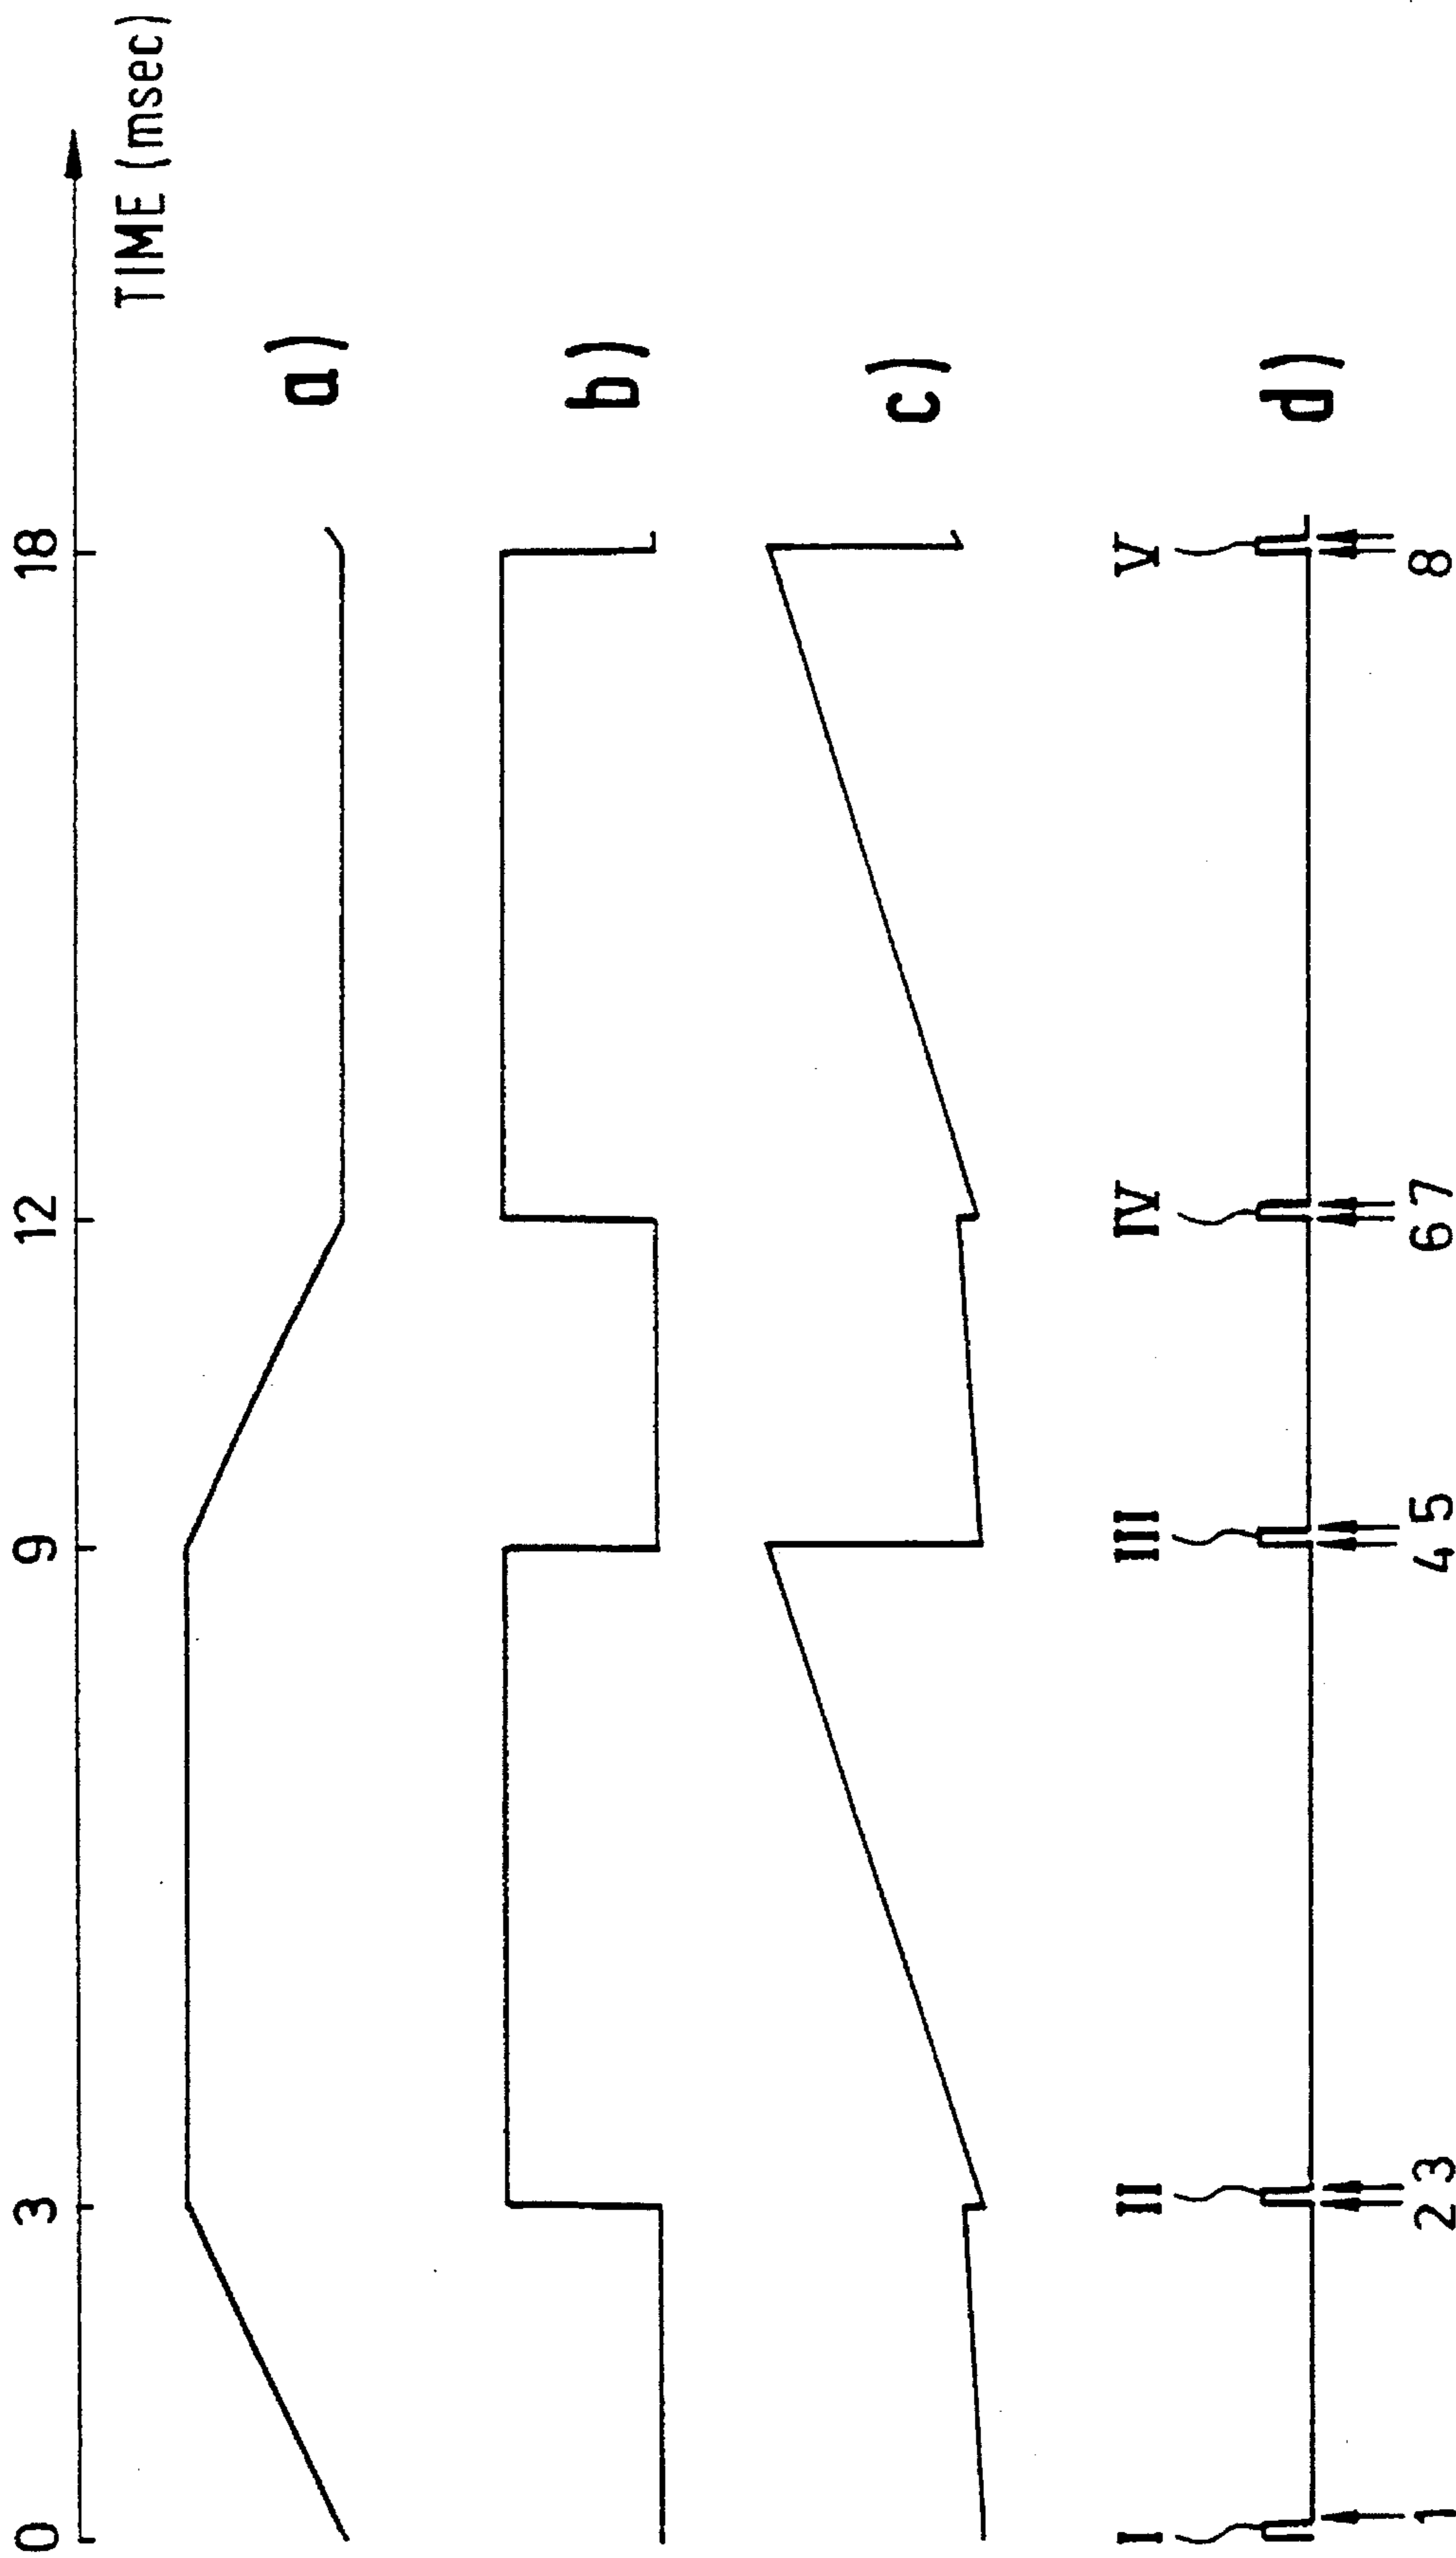 0 3 9 12 18
TIME (msec)
a)
b)
c)
I II III IV V
d)
1 2 3 4 5 6 7 8